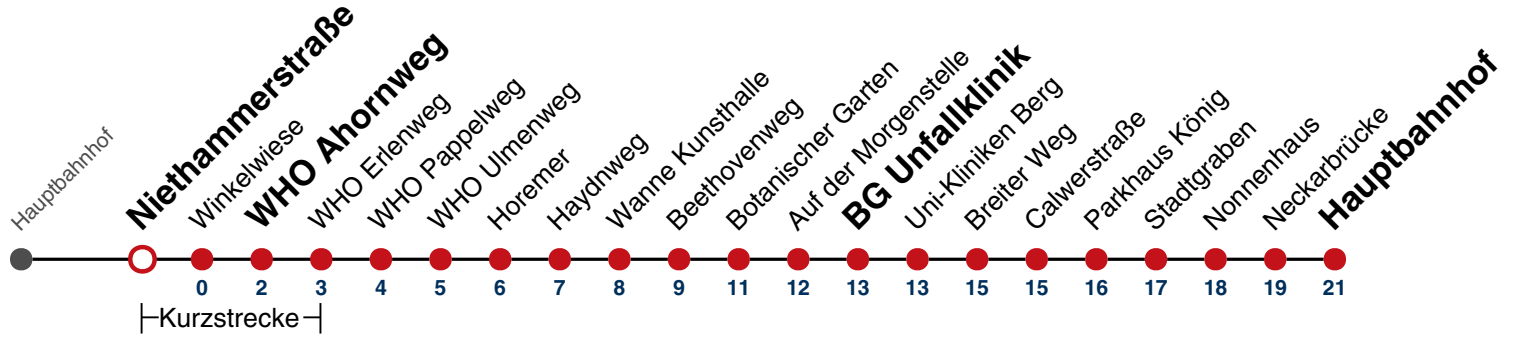 Hauptbahnhof
Niethammerstraße
Winkelwiese
WHO Ahornweg
WHO Erlenweg
WHO Pappelweg
WHO Ulmenweg
Horemer
Haydnweg
Wanne Kunsthalle
Beethovenweg
Botanischer Garten
Auf der Morgenstelle
BG Unfallklinik
Uni-Kliniken Berg
Breiter Weg
Calwerstraße
Parkhaus König
Stadtgraben
Nonnenhaus
Neckarbrücke
Hauptbahnhof
0 2 3 4 5 6 7 8 9 11 12 13 13 15 15 16 17 18 19 21
Kurzstrecke